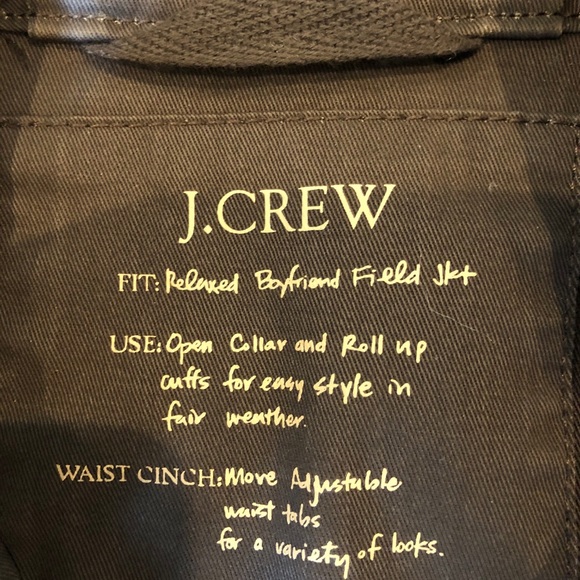 J.CREW
FIT: Relaxed Boyfriend Field Jkt
USE: Open Collar and Roll up
cuffs for easy style in
fair weather.
WAIST CINCH: Move Adjustable
waist tabs
for a variety of looks.